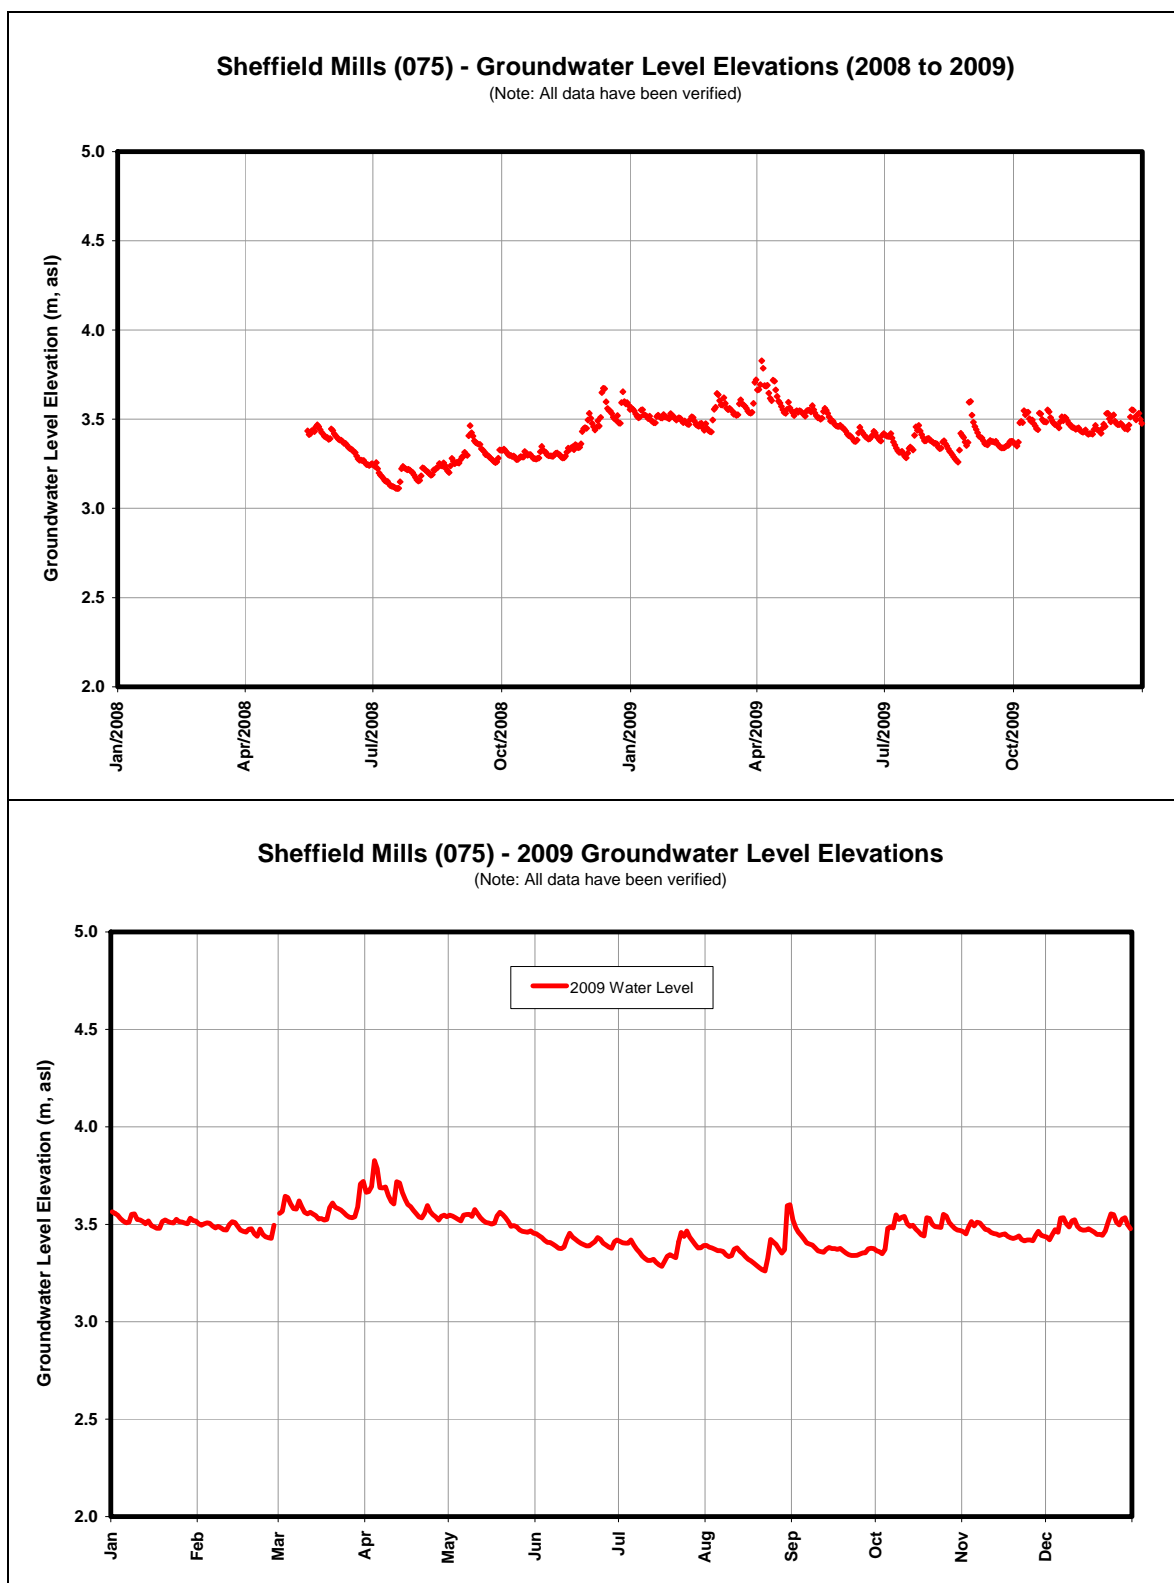 Sheffield Mills (075) - Groundwater Level Elevations (2008 to 2009)
(Note: All data have been verified)
Groundwater Level Elevation (m, asl)
5.0
4.5
4.0
3.5
3.0
2.5
2.0
Jan/2008
Apr/2008
Jul/2008
Oct/2008
Jan/2009
Apr/2009
Jul/2009
Oct/2009
Sheffield Mills (075) - 2009 Groundwater Level Elevations
(Note: All data have been verified)
Groundwater Level Elevation (m, asl)
5.0
4.5
4.0
3.5
3.0
2.5
2.0
2009 Water Level
Jan
Feb
Mar
Apr
May
Jun
Jul
Aug
Sep
Oct
Nov
Dec